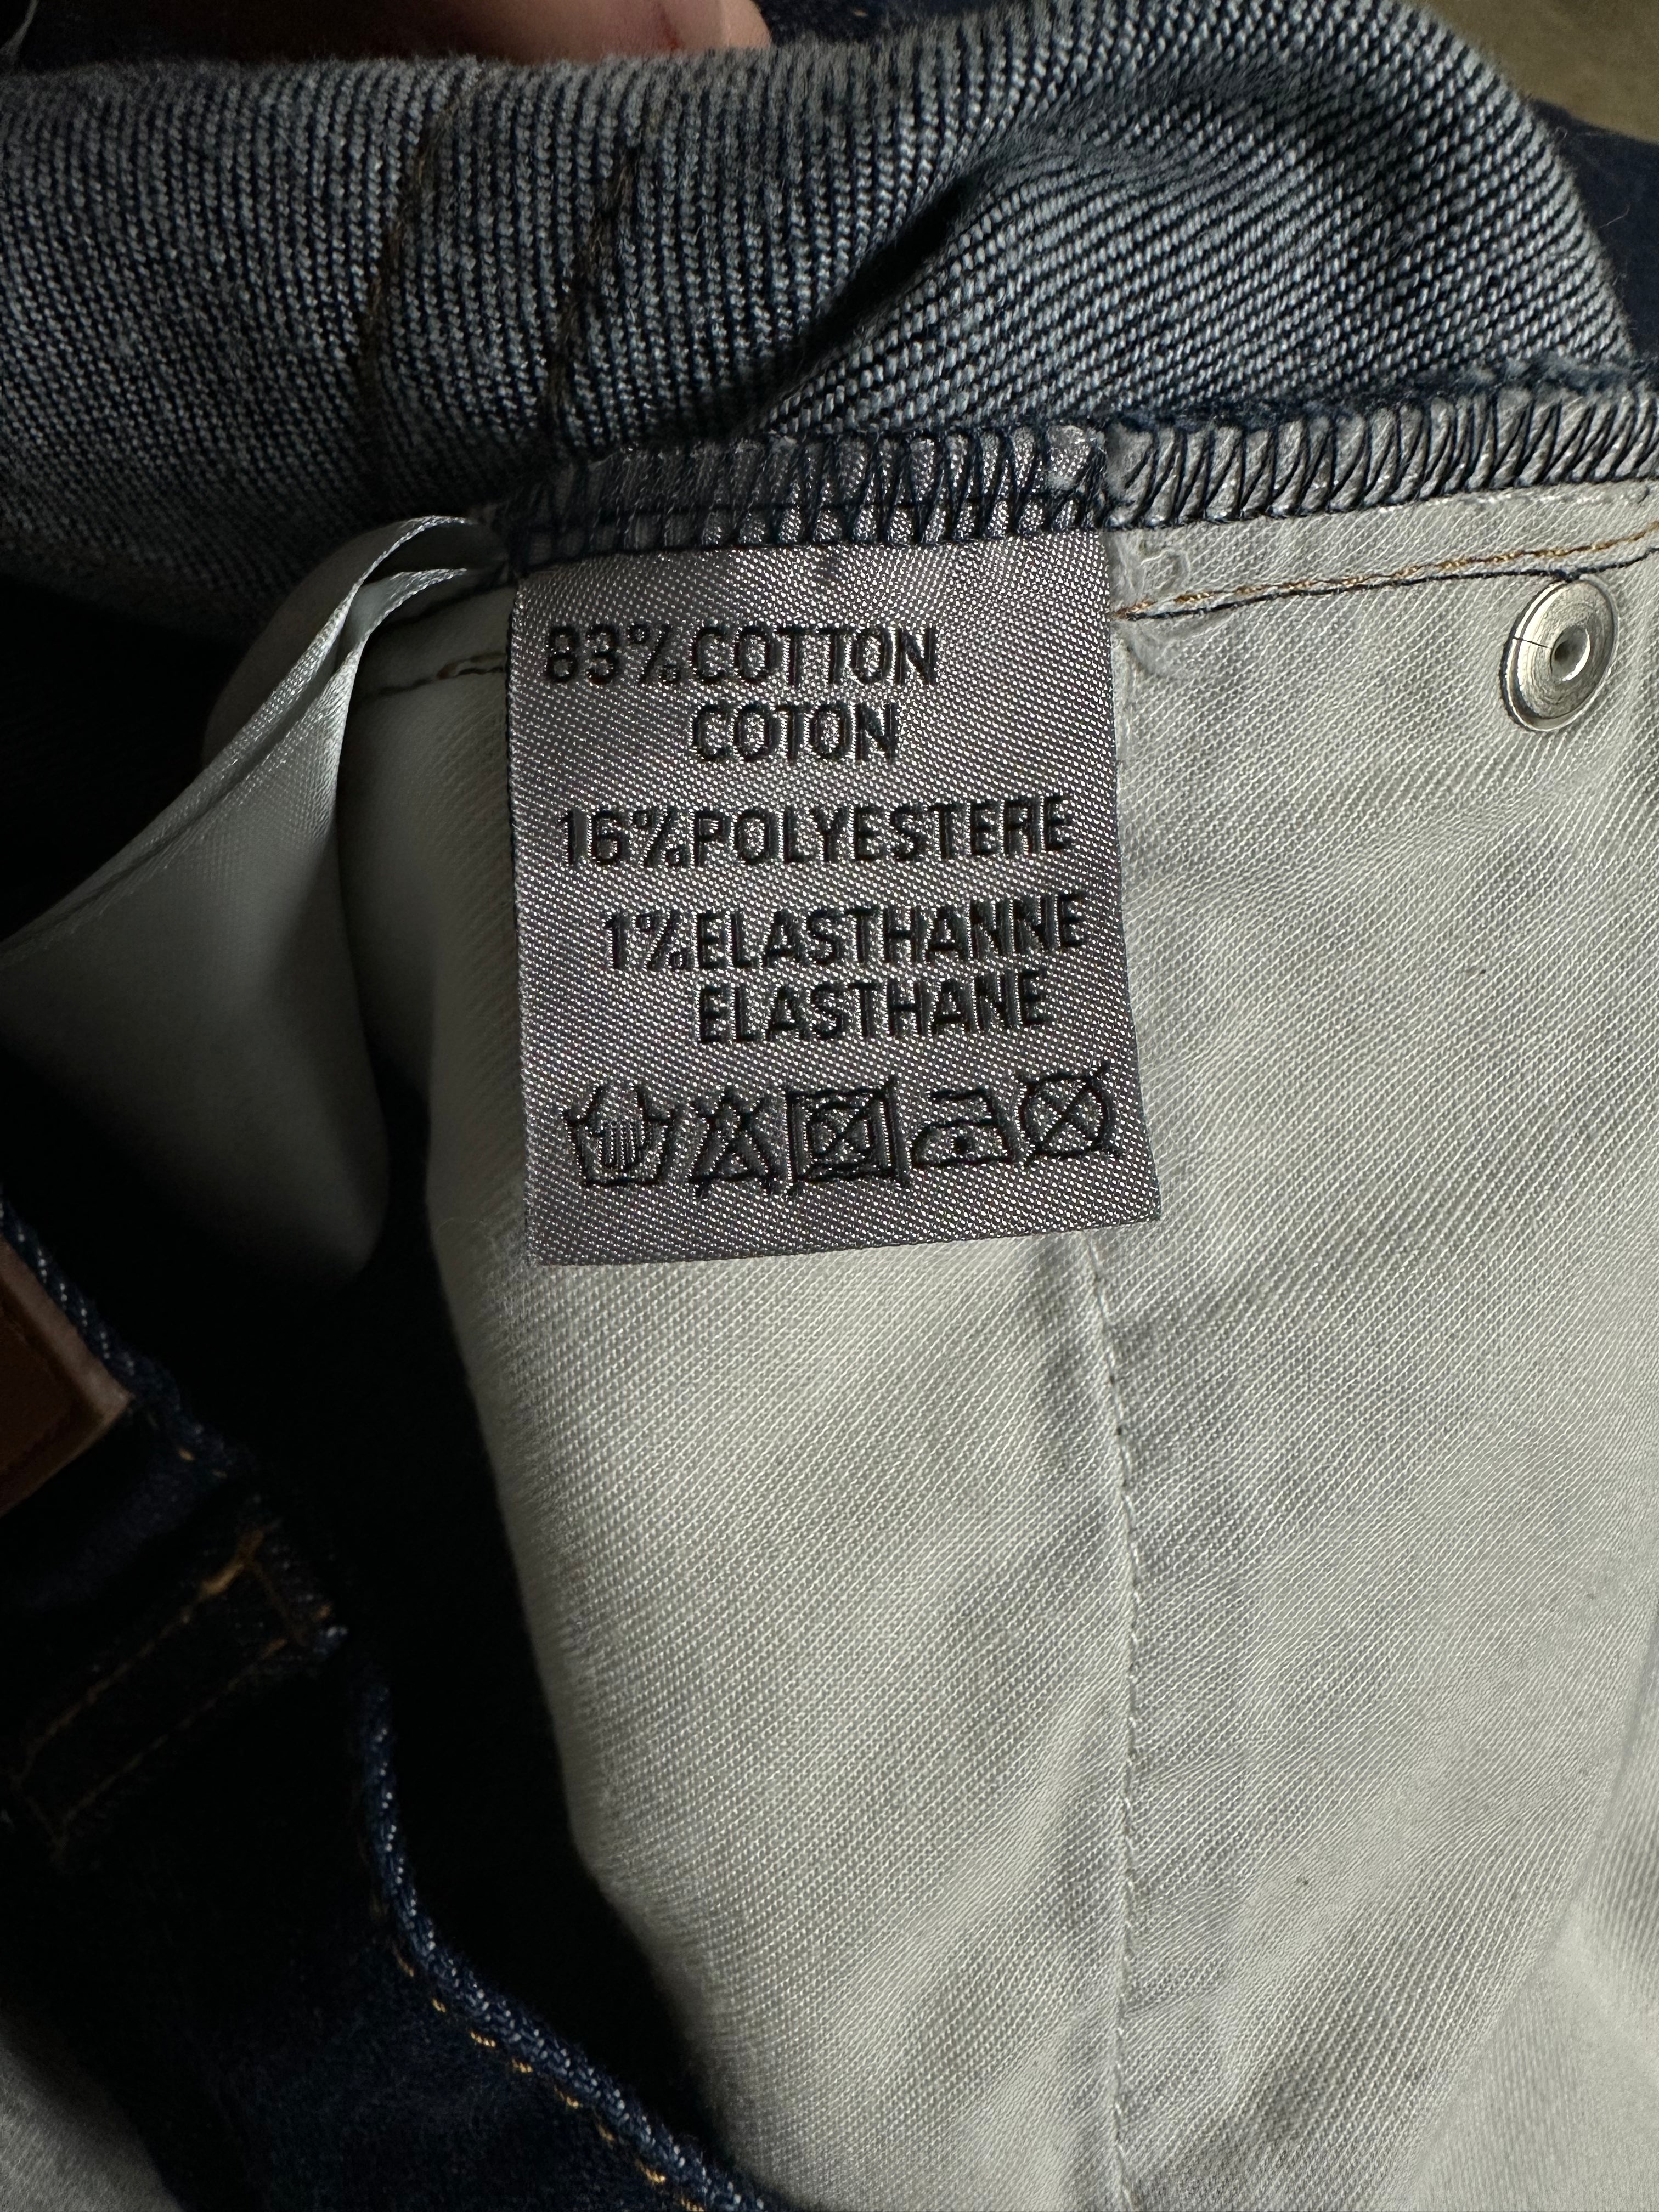 83% COTTON
COTON
16% POLYESTERE
1% ELASTHANNE
ELASTHANE